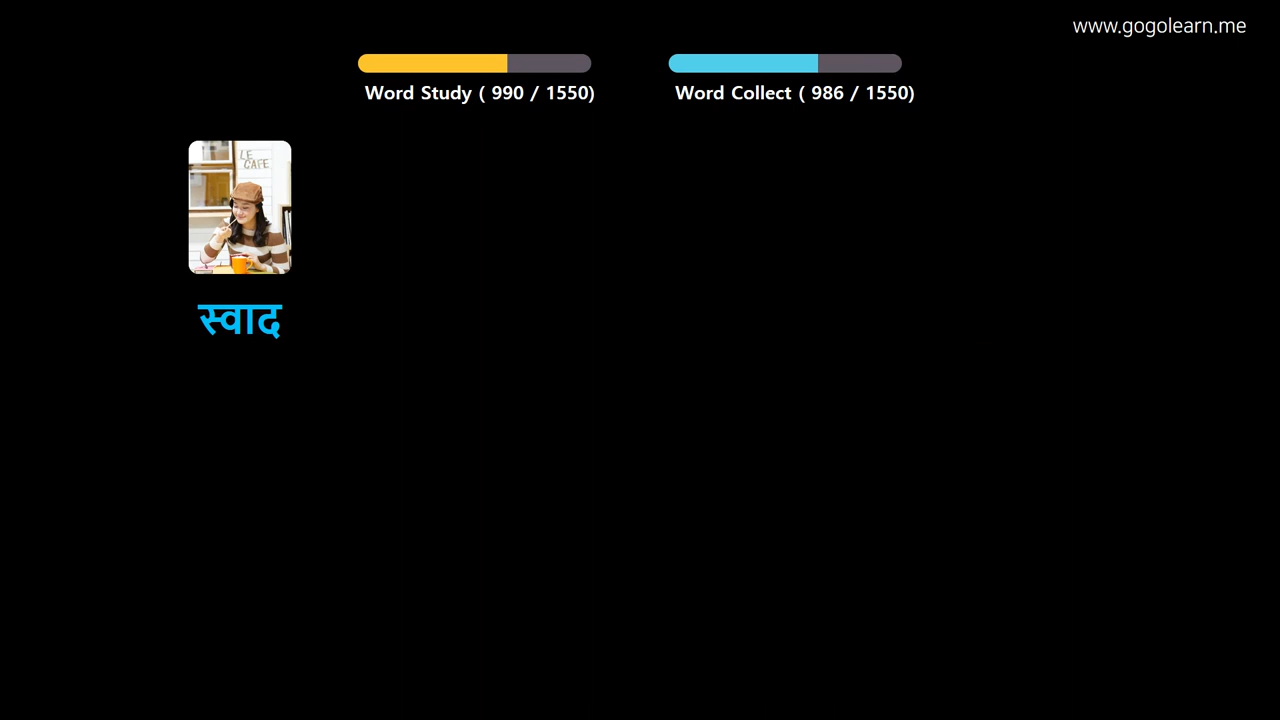 www.gogolearn.me
Word Study ( 990 / 1550)
Word Collect ( 986 / 1550)
LE
CAFE
स्वाद